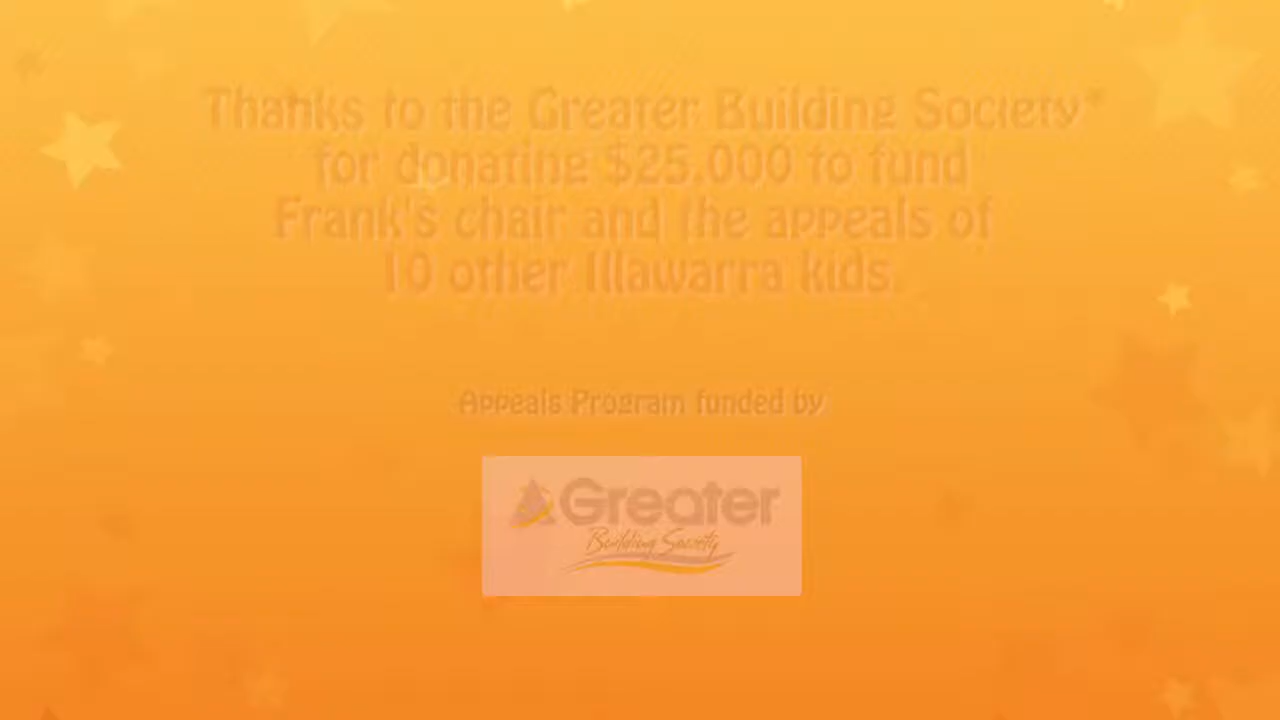 Thanks to the Greater Building Society*
for donating $25,000 to fund
Frank's chair and the appeals of
10 other Illawarra kids.
Appeals Program funded by
Greater
Building Society